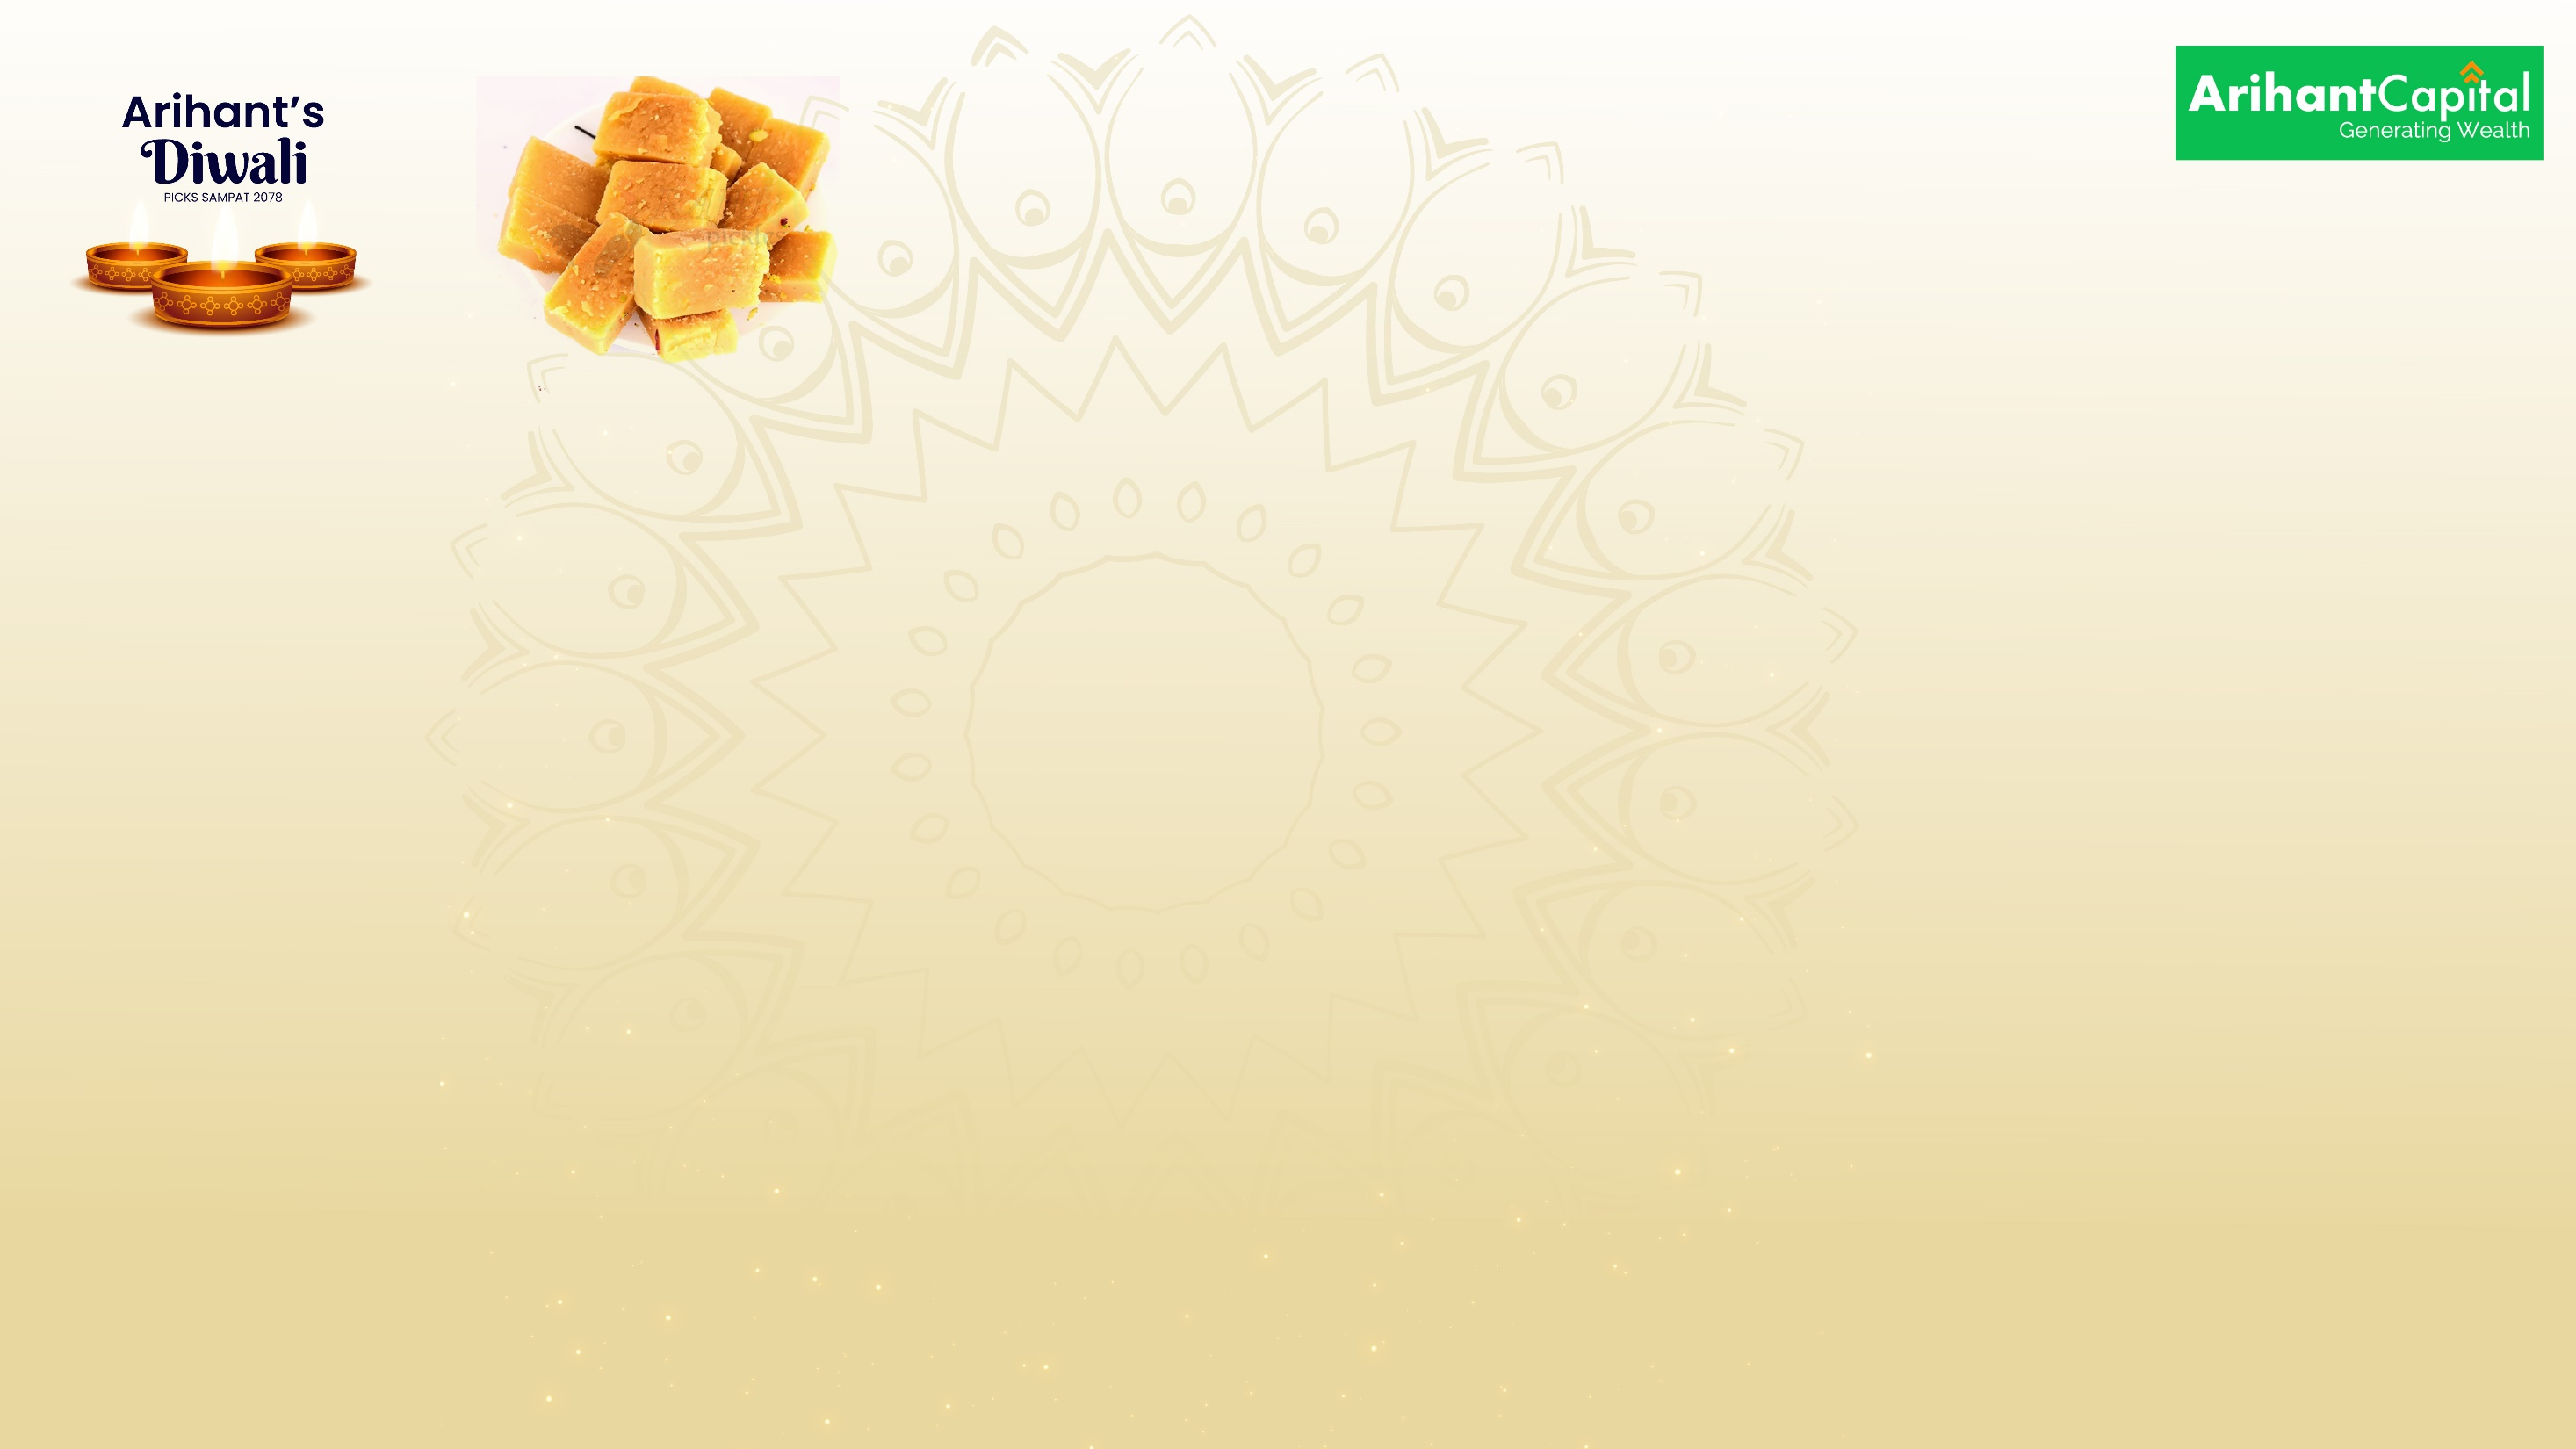 Arihant's
Diwali
PICKS SAMPAT 2078
ArihantCapital
Generating Wealth